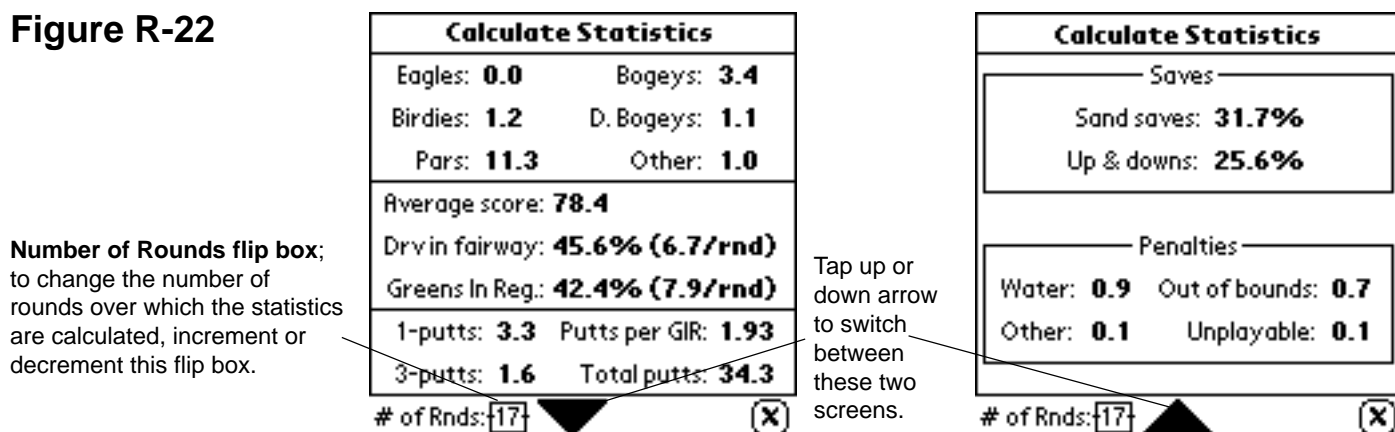 Figure R-22
Number of Rounds flip box;
to change the number of
rounds over which the statistics
are calculated, increment or
decrement this flip box.
Calculate Statistics
Eagles: 0.0 Bogeys: 3.4
Birdies: 1.2 D. Bogeys: 1.1
Pars: 11.3 Other: 1.0
Average score: 78.4
Drv in fairway: 45.6% (6.7/rnd)
Greens In Reg.: 42.4% (7.9/rnd)
1-putts: 3.3 Putts per GIR: 1.93
3-putts: 1.6 Total putts: 34.3
# of Rnds: 17
X
Tap up or
down arrow
to switch
between
these two
screens.
Calculate Statistics
Saves
Sand saves: 31.7%
Up & downs: 25.6%
Penalties
Water: 0.9 Out of bounds: 0.7
Other: 0.1 Unplayable: 0.1
# of Rnds: 17
X